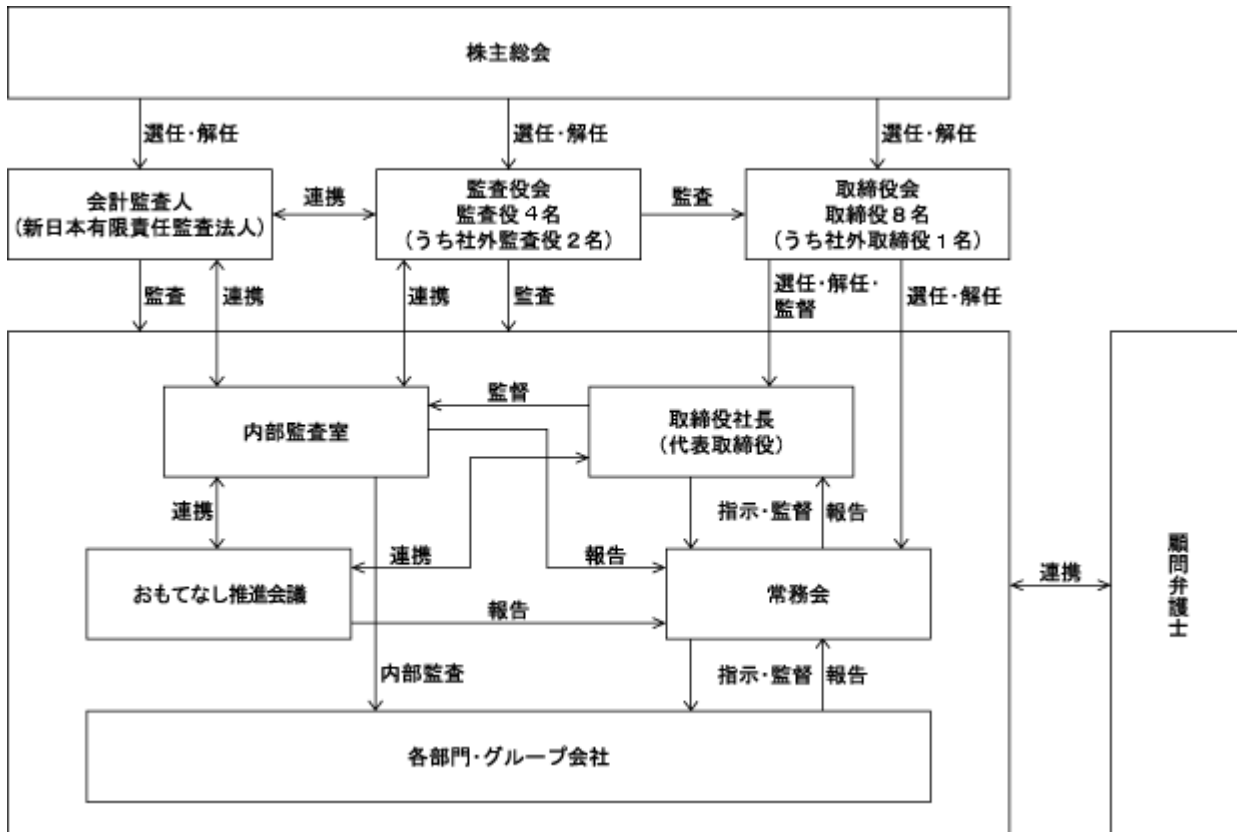 株主総会
選任・解任
選任・解任
選任・解任
会計監査人
(新日本有限責任監査法人)
連携
監査役会
監査役4名
(うち社外監査役2名)
監査
取締役会
取締役8名
(うち社外取締役1名)
監査
連携
連携
監査
選任・解任・
監督
選任・解任
内部監査室
監督
取締役社長
(代表取締役)
連携
指示・監督
報告
おもてなし推進会議
連携
報告
常務会
報告
連携
顧問弁護士
内部監査
指示・監督
報告
各部門・グループ会社